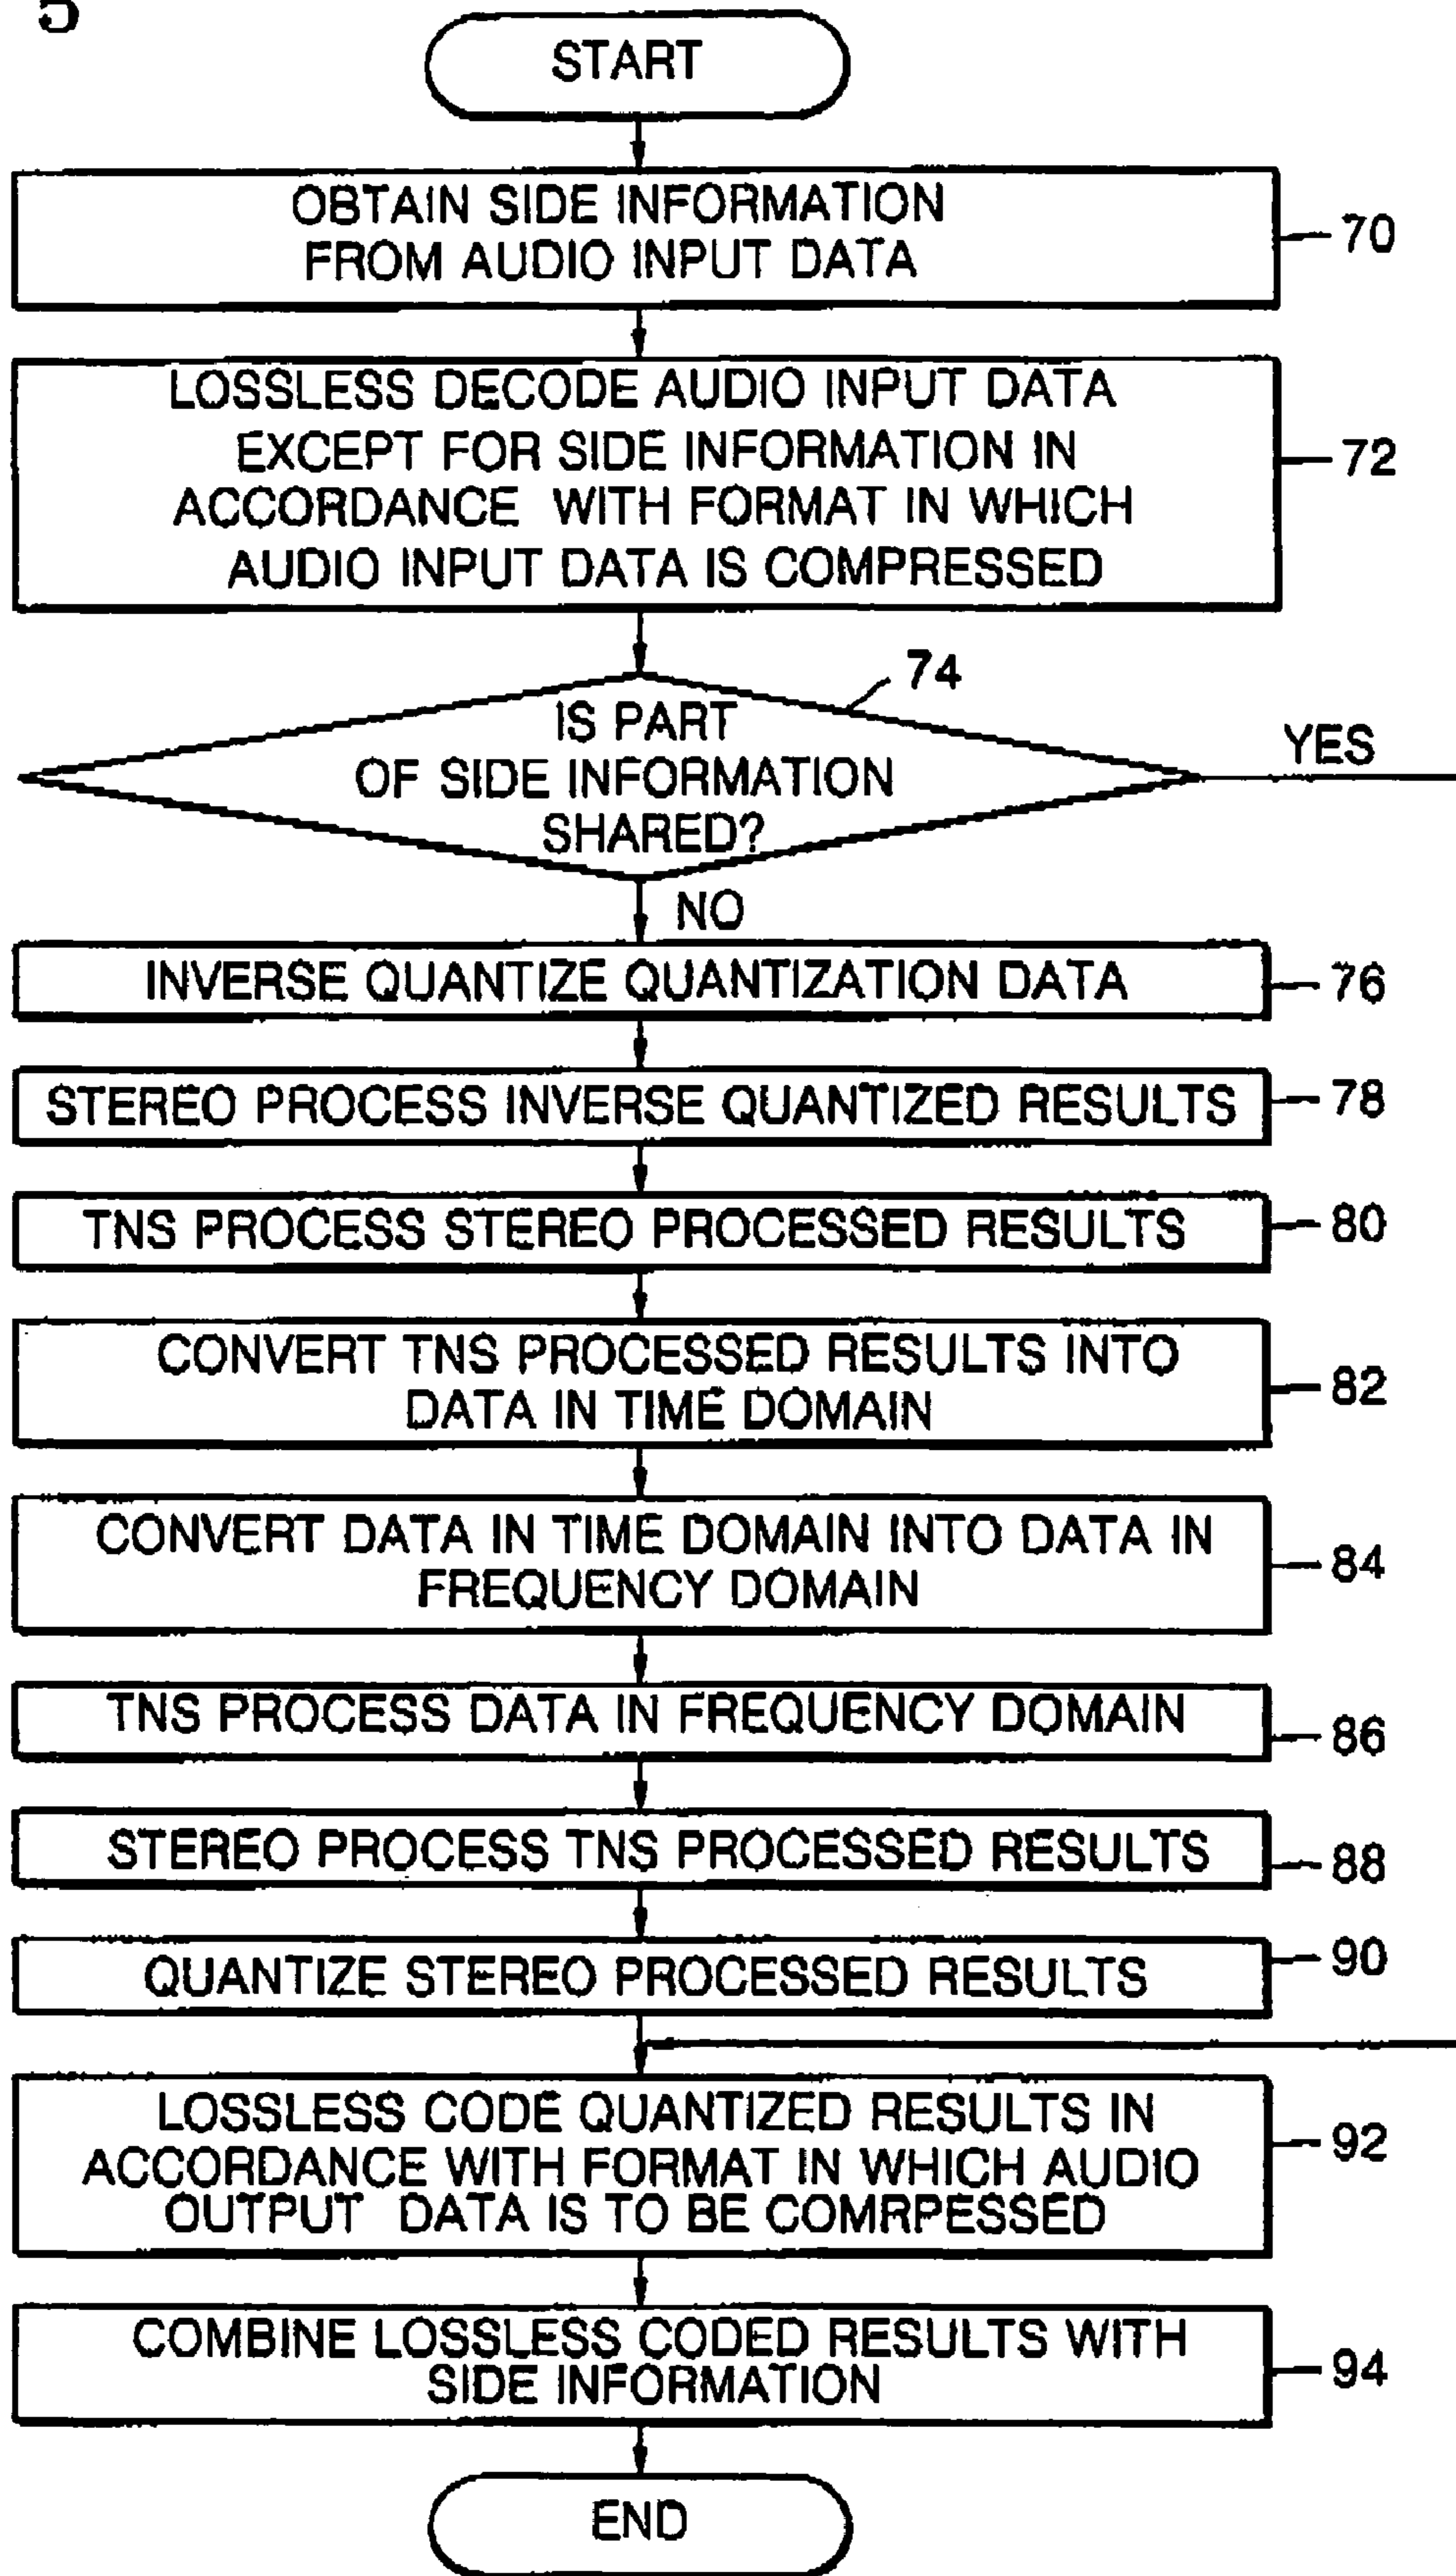 5
START
OBTAIN SIDE INFORMATION
FROM AUDIO INPUT DATA
70
LOSSLESS DECODE AUDIO INPUT DATA
EXCEPT FOR SIDE INFORMATION IN
ACCORDANCE WITH FORMAT IN WHICH
AUDIO INPUT DATA IS COMPRESSED
72
74
IS PART
OF SIDE INFORMATION
SHARED?
YES
NO
INVERSE QUANTIZE QUANTIZATION DATA
76
STEREO PROCESS INVERSE QUANTIZED RESULTS
78
TNS PROCESS STEREO PROCESSED RESULTS
80
CONVERT TNS PROCESSED RESULTS INTO
DATA IN TIME DOMAIN
82
CONVERT DATA IN TIME DOMAIN INTO DATA IN
FREQUENCY DOMAIN
84
TNS PROCESS DATA IN FREQUENCY DOMAIN
86
STEREO PROCESS TNS PROCESSED RESULTS
88
QUANTIZE STEREO PROCESSED RESULTS
90
LOSSLESS CODE QUANTIZED RESULTS IN
ACCORDANCE WITH FORMAT IN WHICH AUDIO
OUTPUT DATA IS TO BE COMRPESSED
92
COMBINE LOSSLESS CODED RESULTS WITH
SIDE INFORMATION
94
END